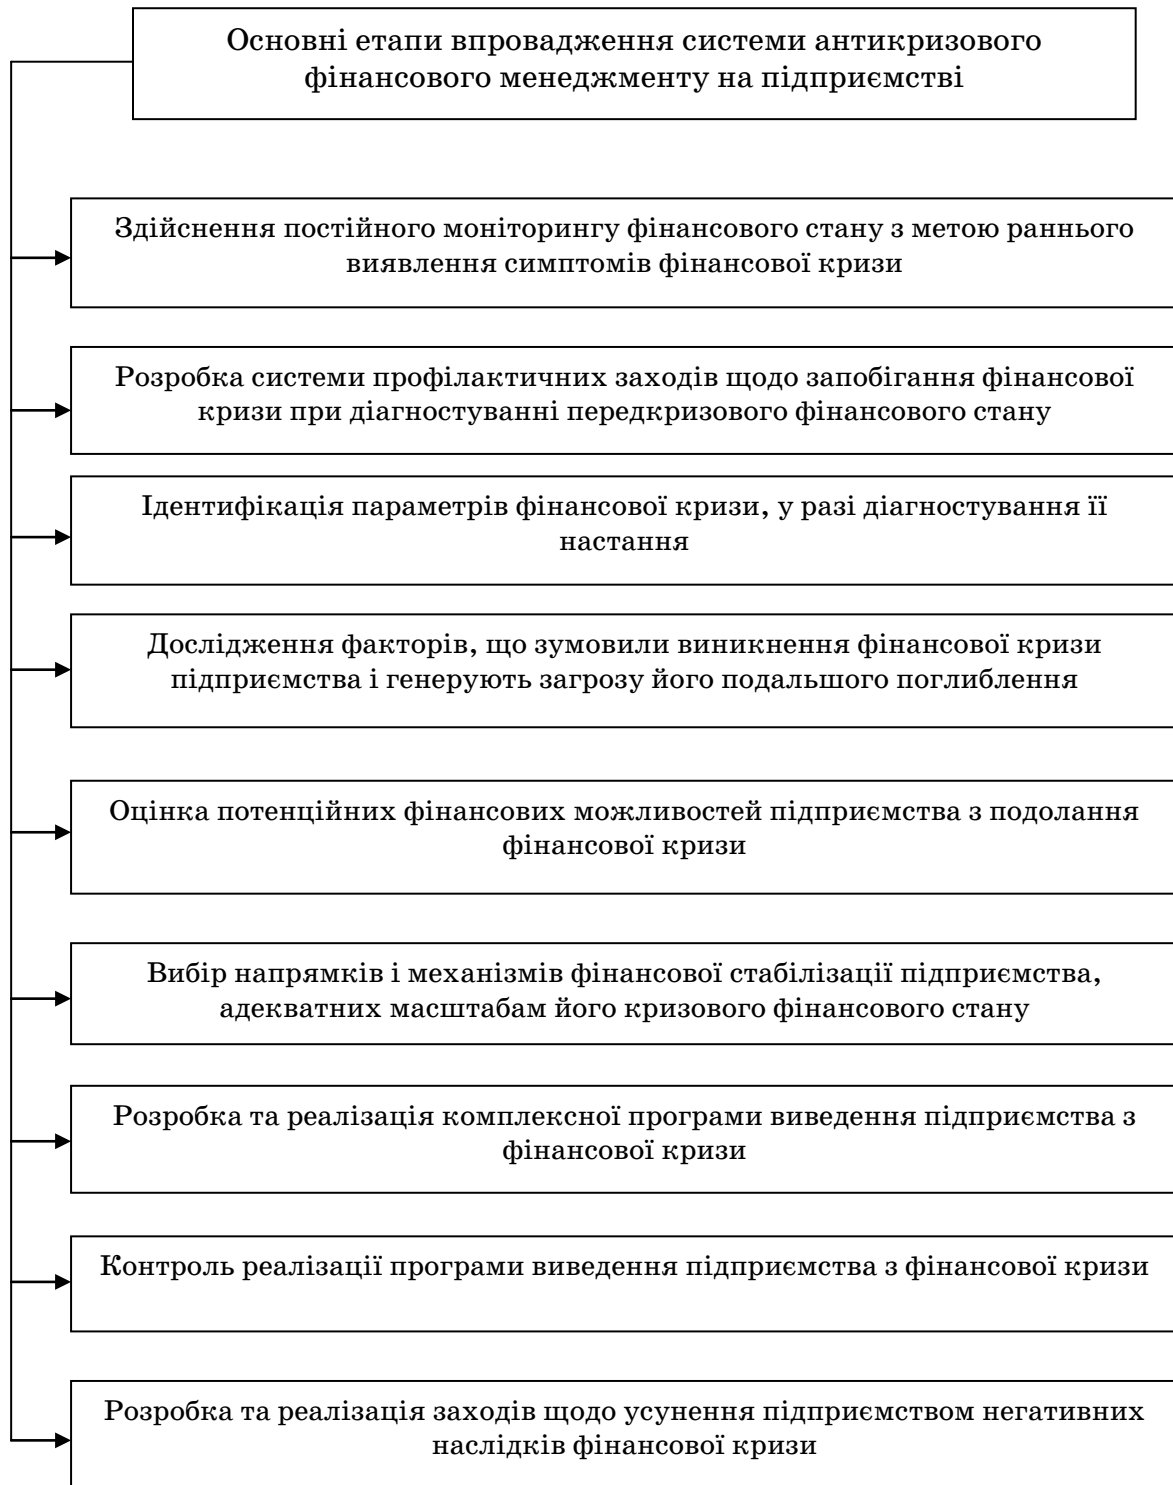 Основні етапи впровадження системи антикризового
фінансового менеджменту на підприємстві
Здійснення постійного моніторингу фінансового стану з метою раннього
виявлення симптомів фінансової кризи
Розробка системи профілактичних заходів щодо запобігання фінансової
кризи при діагностуванні передкризового фінансового стану
Ідентифікація параметрів фінансової кризи, у разі діагностування її
настання
Дослідження факторів, що зумовили виникнення фінансової кризи
підприємства і генерують загрозу його подальшого поглиблення
Оцінка потенційних фінансових можливостей підприємства з подолання
фінансової кризи
Вибір напрямків і механізмів фінансової стабілізації підприємства,
адекватних масштабам його кризового фінансового стану
Розробка та реалізація комплексної програми виведення підприємства з
фінансової кризи
Контроль реалізації програми виведення підприємства з фінансової кризи
Розробка та реалізація заходів щодо усунення підприємством негативних
наслідків фінансової кризи